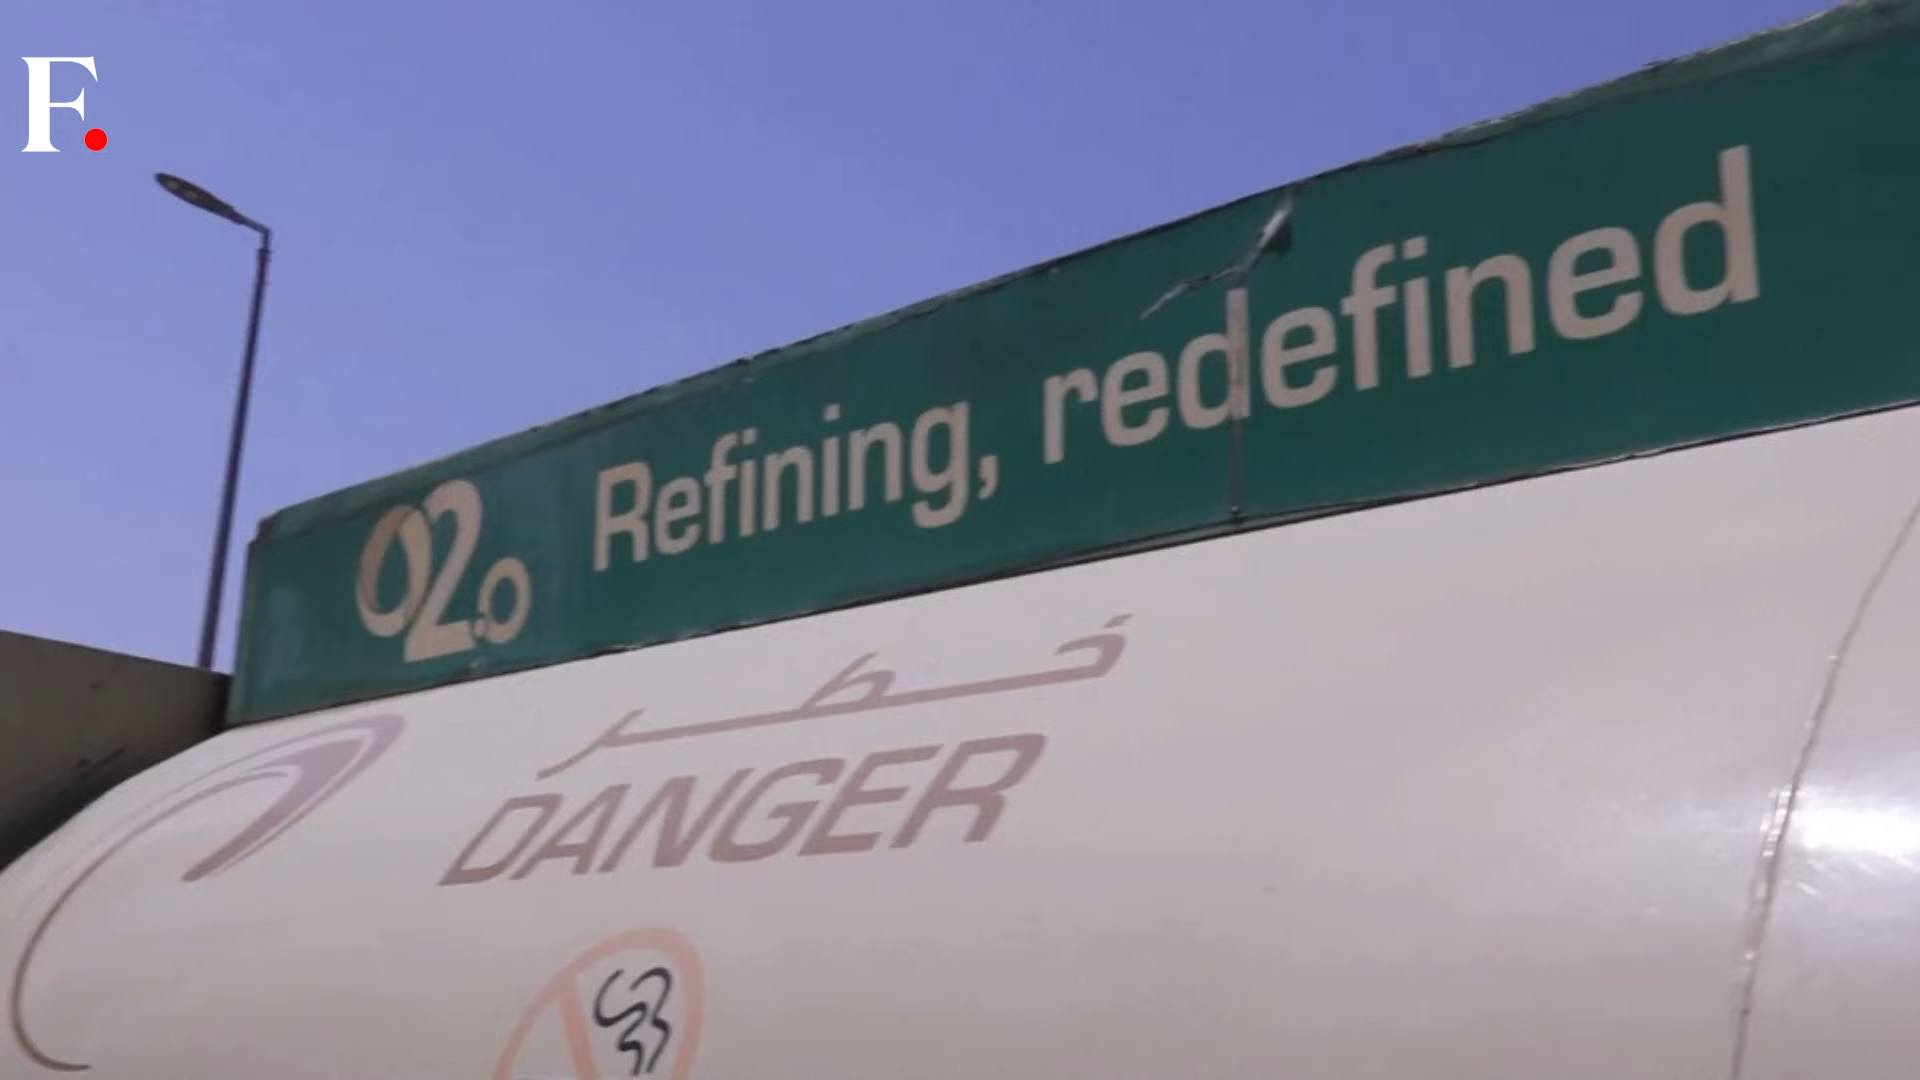 F.
O2.0 Refining, redefined
خطر
DANGER